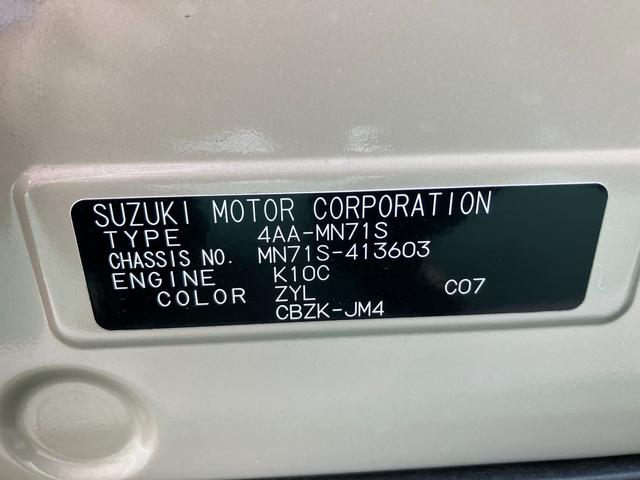 SUZUKI MOTOR CORPORATION
TYPE 4AA-MN71S
CHASSIS NO. MN71S-413603
ENGINE K10C
COLOR ZYL C07
CBZK-JM4